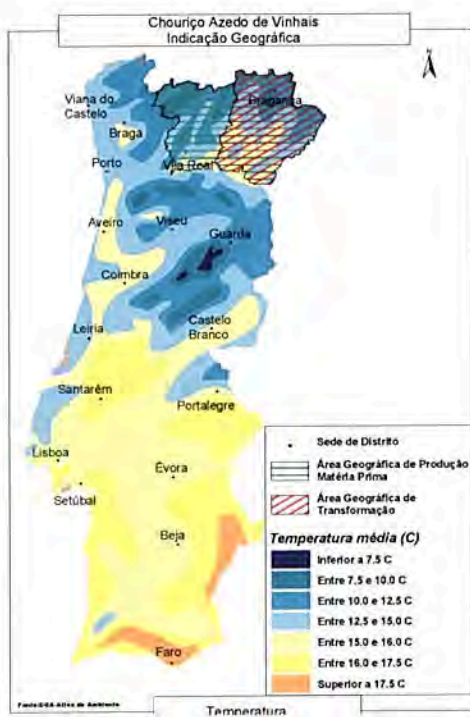 Chouriço Azedo de Vinhais
Indicação Geográfica
N
Bragança
Viana do
Castelo
Braga
Vila Real
Porto
Aveiro
Viseu
Guarda
Coimbra
Castelo
Branco
Leiria
Santarém
Portalegre
Lisboa
Évora
Setúbal
Beja
Faro
Sede de Distrito
Área Geográfica de Produção
Matéria Prima
Área Geográfica de
Transformação
Temperatura média (C)
Inferior a 7.5 C
Entre 7.5 e 10.0 C
Entre 10.0 e 12.5 C
Entre 12.5 e 15.0 C
Entre 15.0 e 16.0 C
Entre 16.0 e 17.5 C
Superior a 17.5 C
Temperatura